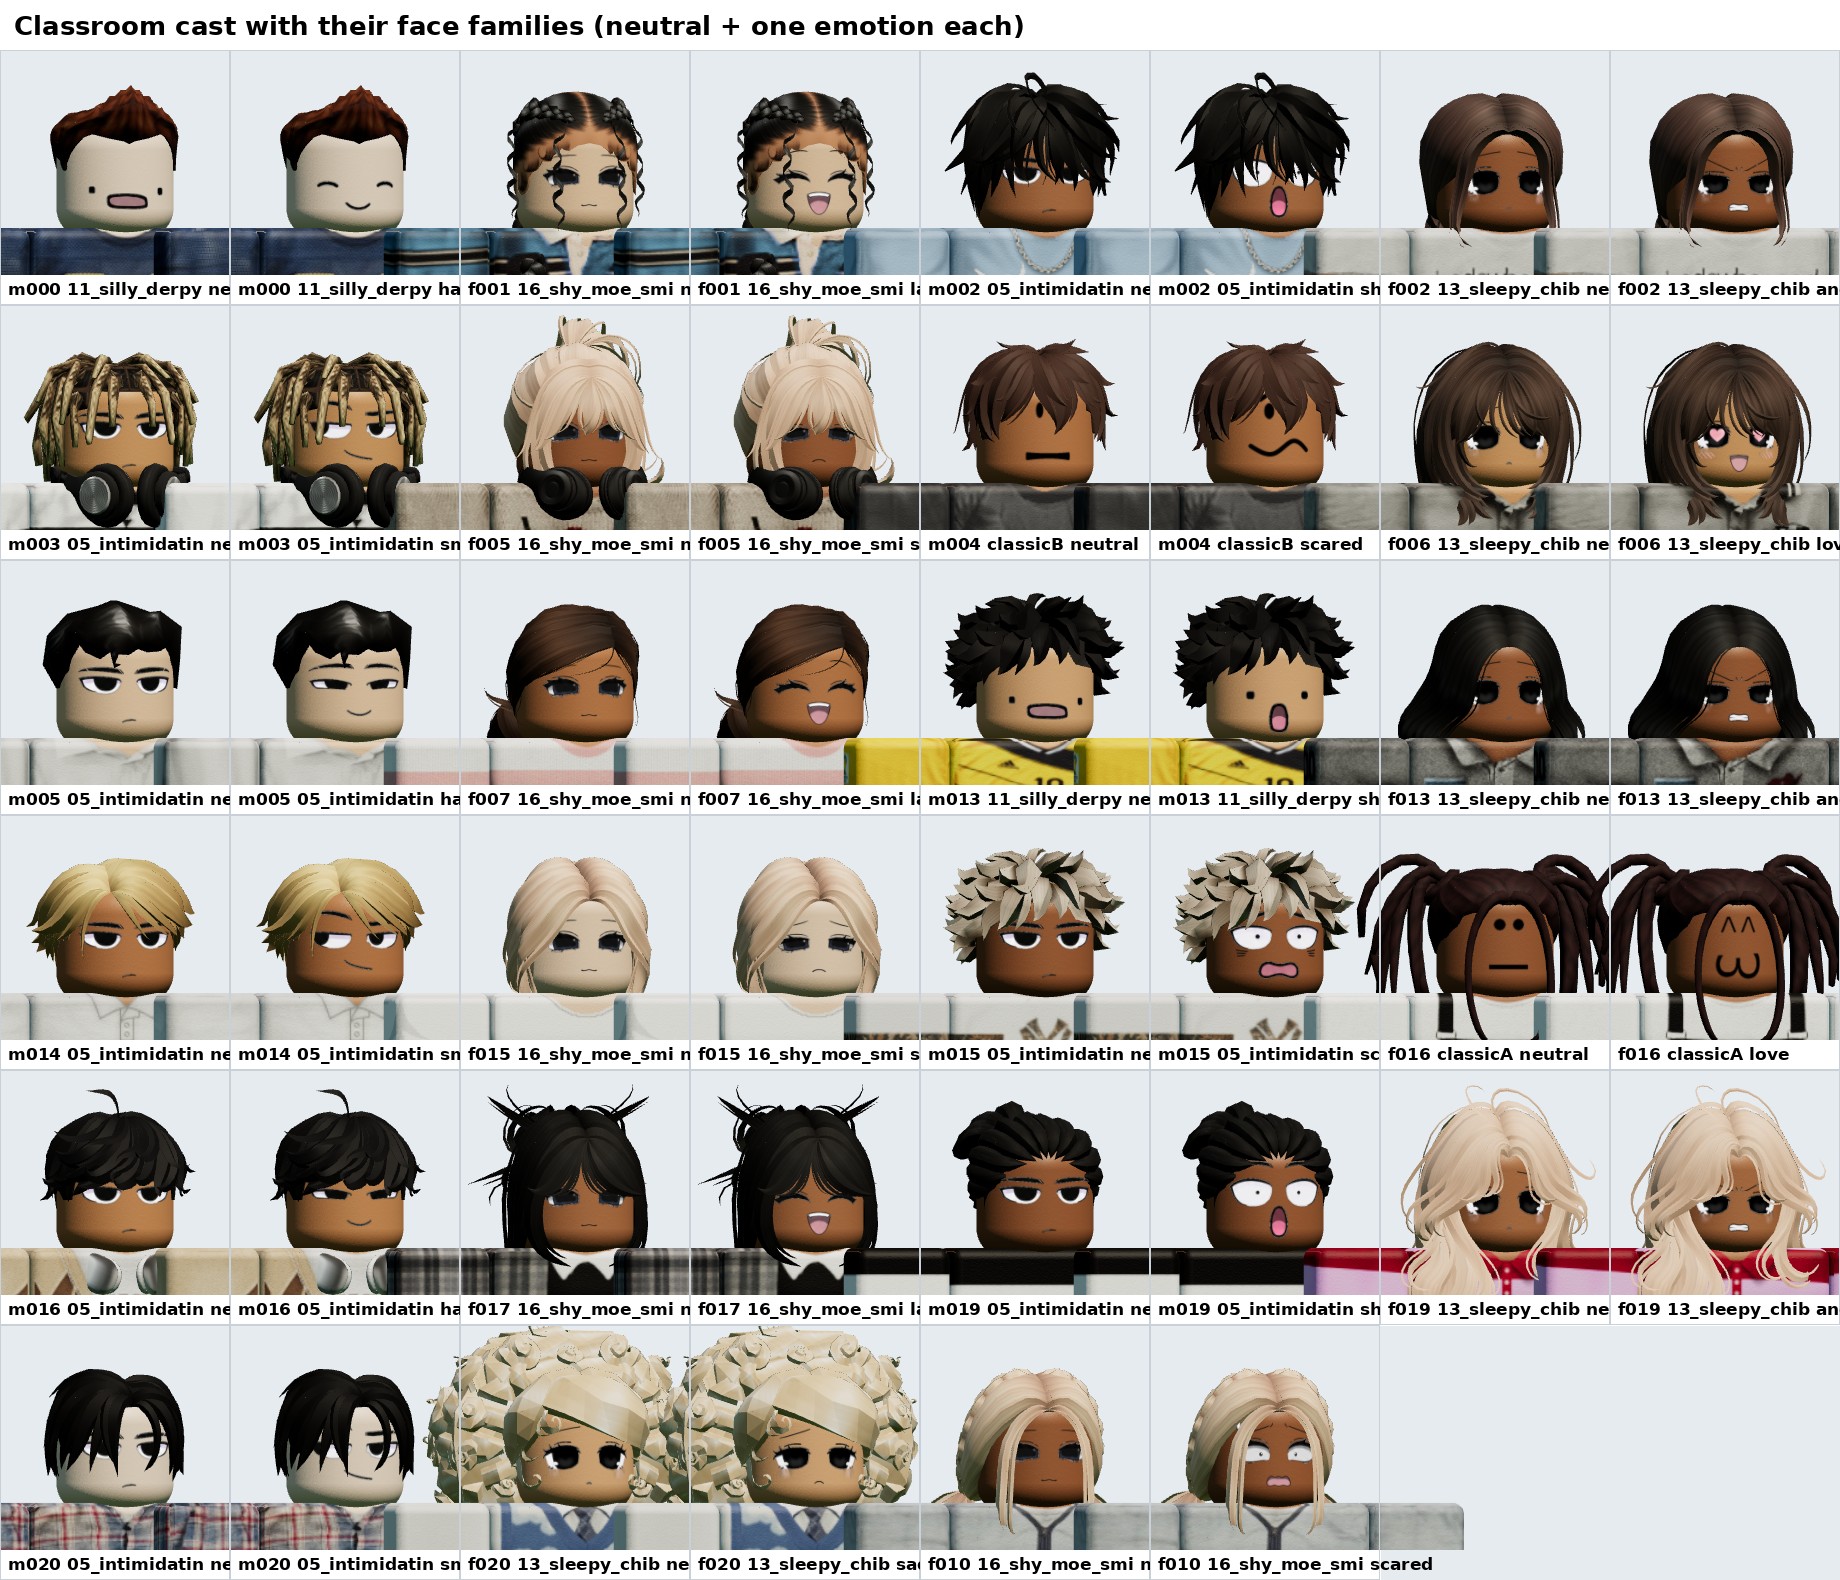 Classroom cast with their face families (neutral + one emotion each)
m000 11_silly_derpy ne
m000 11_silly_derpy ha
f001 16_shy_moe_smi n
f001 16_shy_moe_smi la
m002 05_intimidatin ne
m002 05_intimidatin sh
f002 13_sleepy_chib ne
f002 13_sleepy_chib an
m003 05_intimidatin ne
m003 05_intimidatin sm
f005 16_shy_moe_smi n
f005 16_shy_moe_smi s
m004 classicB neutral
m004 classicB scared
f006 13_sleepy_chib ne
f006 13_sleepy_chib lov
m005 05_intimidatin ne
m005 05_intimidatin ha
f007 16_shy_moe_smi n
f007 16_shy_moe_smi la
m013 11_silly_derpy ne
m013 11_silly_derpy sh
f013 13_sleepy_chib ne
f013 13_sleepy_chib an
m014 05_intimidatin ne
m014 05_intimidatin sm
f015 16_shy_moe_smi n
f015 16_shy_moe_smi s
m015 05_intimidatin ne
m015 05_intimidatin sc
f016 classicA neutral
f016 classicA love
m016 05_intimidatin ne
m016 05_intimidatin ha
f017 16_shy_moe_smi n
f017 16_shy_moe_smi la
m019 05_intimidatin ne
m019 05_intimidatin sh
f019 13_sleepy_chib ne
f019 13_sleepy_chib an
m020 05_intimidatin ne
m020 05_intimidatin sm
f020 13_sleepy_chib ne
f020 13_sleepy_chib sad
f010 16_shy_moe_smi n
f010 16_shy_moe_smi scared